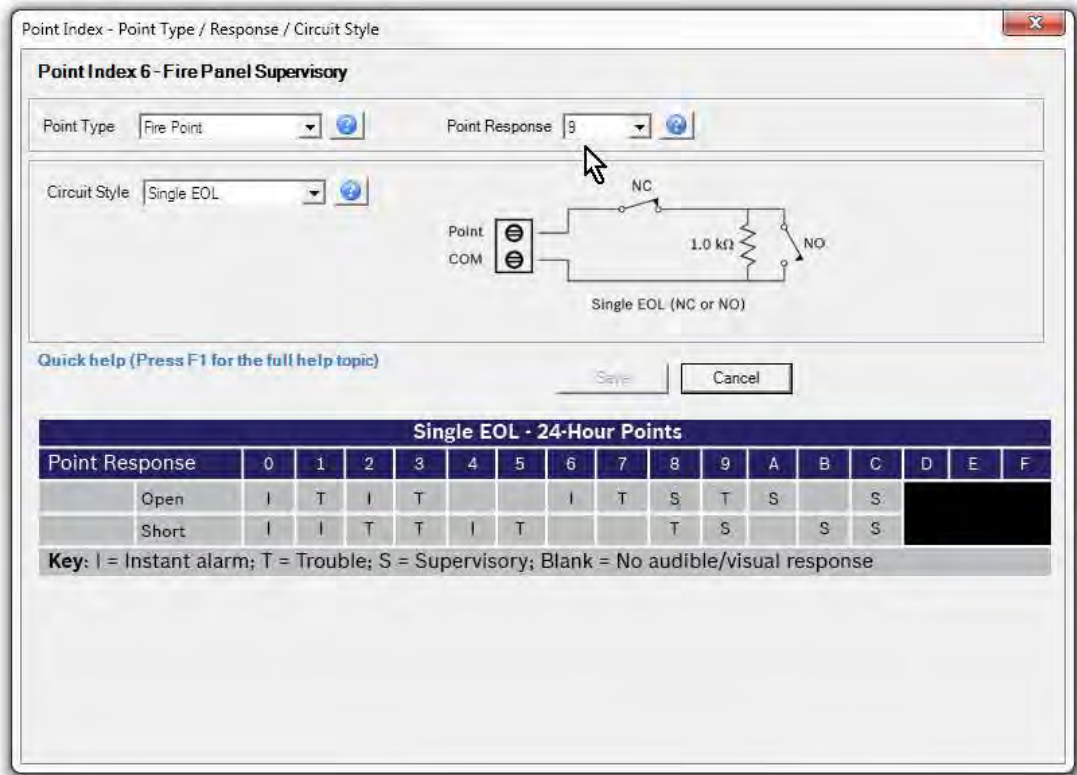 Point Index - Point Type / Response / Circuit Style
Point Index 6 - Fire Panel Supervisory
Point Type Fire Point Point Response 9
Circuit Style Single EOL
NC
Point
COM
1.0 kΩ NO
Single EOL (NC or NO)
Quick help (Press F1 for the full help topic)
Save Cancel
Single EOL - 24-Hour Points
Point Response 0 1 2 3 4 5 6 7 8 9 A B C D E F
Open I T I T I T S T S S
Short I I T T I T T S S S
Key: I = Instant alarm; T = Trouble; S = Supervisory; Blank = No audible/visual response